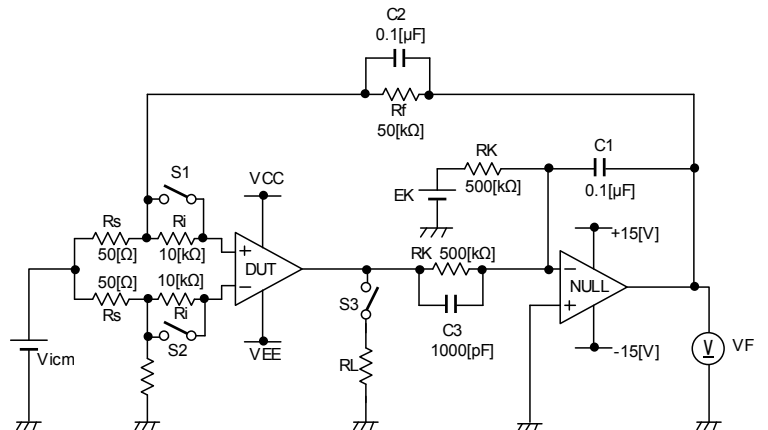 C2
0.1[μF]
Rf
50[kΩ]
RK
500[kΩ]
C1
0.1[μF]
EK
S1
VCC
Rs
50[Ω]
Ri
10[kΩ]
+
DUT
-
50[Ω]
Rs
10[kΩ]
Ri
S2
VEE
Vicm
RK 500[kΩ]
C3
1000[pF]
S3
RL
+15[V]
-
NULL
+
-15[V]
V
VF